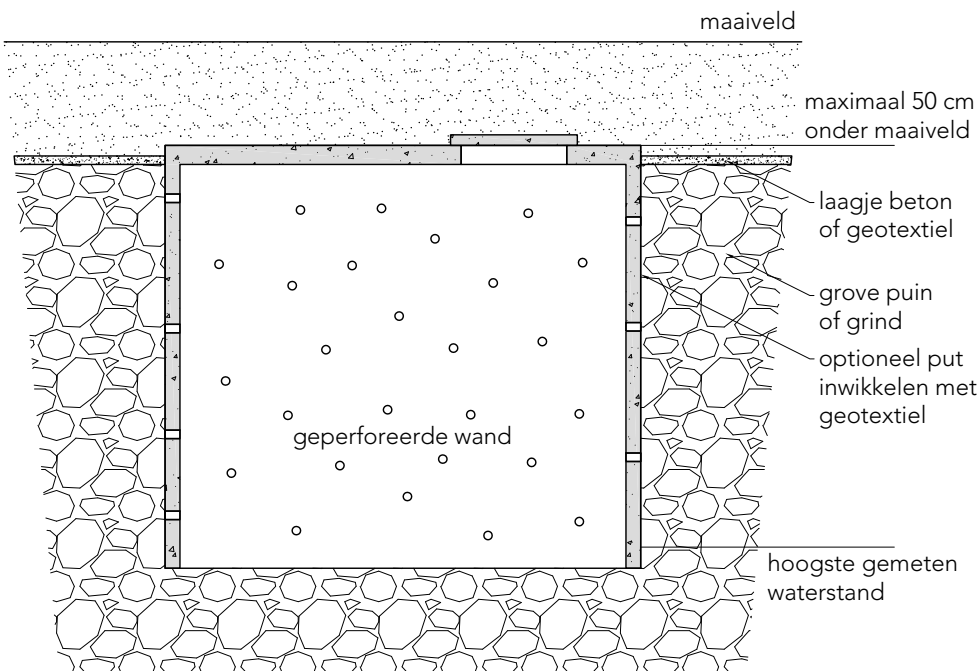 maaiveld
maximaal 50 cm
onder maaiveld
laagje beton
of geotextiel
grove puin
of grind
optioneel put
inwikkelen met
geotextiel
geperforeerde wand
hoogste gemeten
waterstand